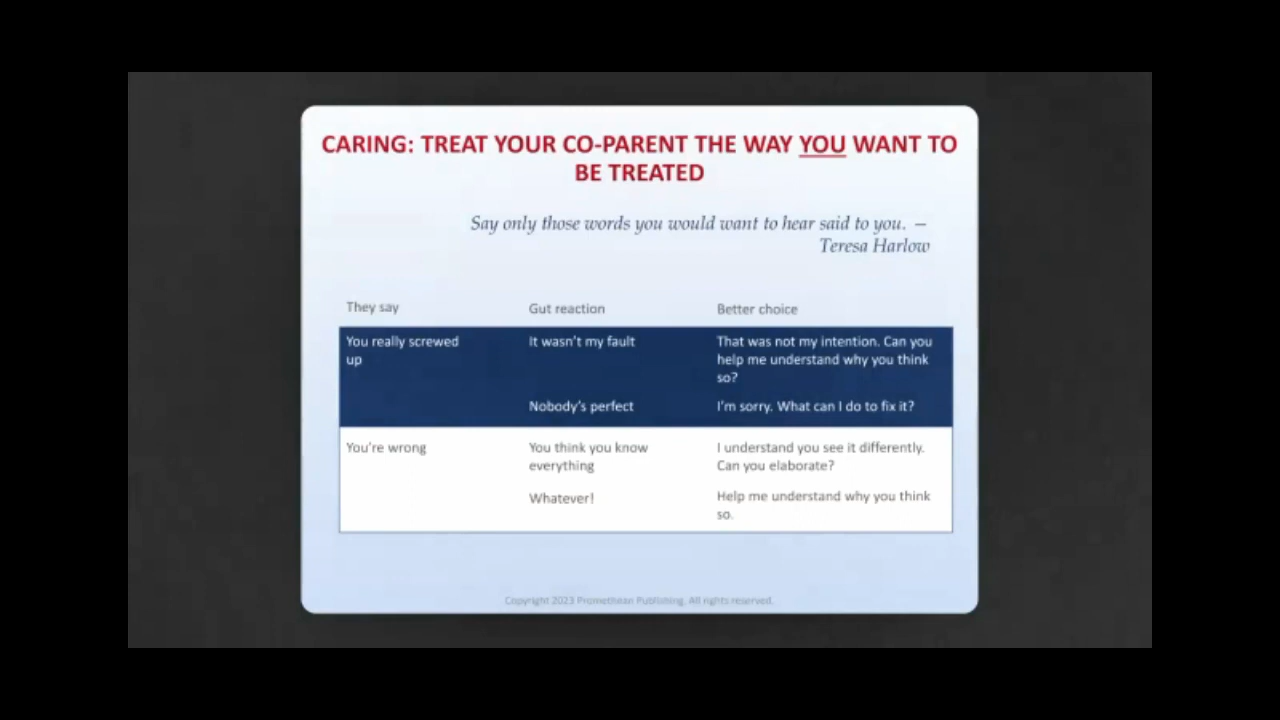 CARING: TREAT YOUR CO-PARENT THE WAY YOU WANT TO
BE TREATED
Say only those words you would want to hear said to you. —
Teresa Harlow
They say
Gut reaction
Better choice
You really screwed
up
It wasn't my fault
That was not my intention. Can you
help me understand why you think
so?
Nobody's perfect
I'm sorry. What can I do to fix it?
You're wrong
You think you know
everything
I understand you see it differently.
Can you elaborate?
Whatever!
Help me understand why you think
so.
Copyright 2023 Promethean Publishing. All rights reserved.